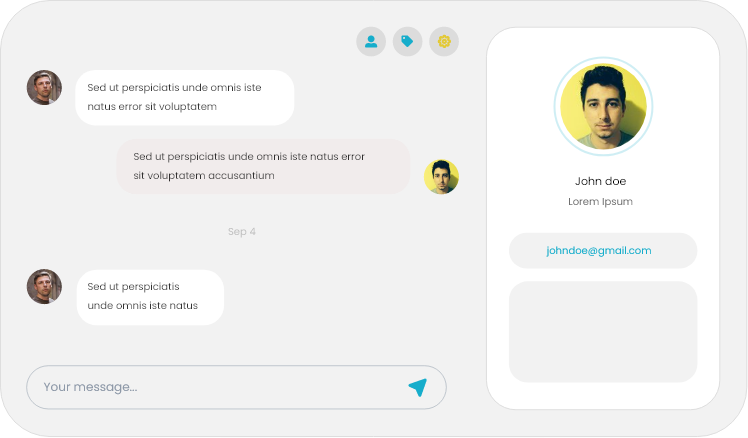 Sed ut perspiciatis unde omnis iste
natus error sit voluptatem
Sed ut perspiciatis unde omnis iste natus error
sit voluptatem accusantium
Sep 4
Sed ut perspiciatis
unde omnis iste natus
Your message...
John doe
Lorem Ipsum
johndoe@gmail.com